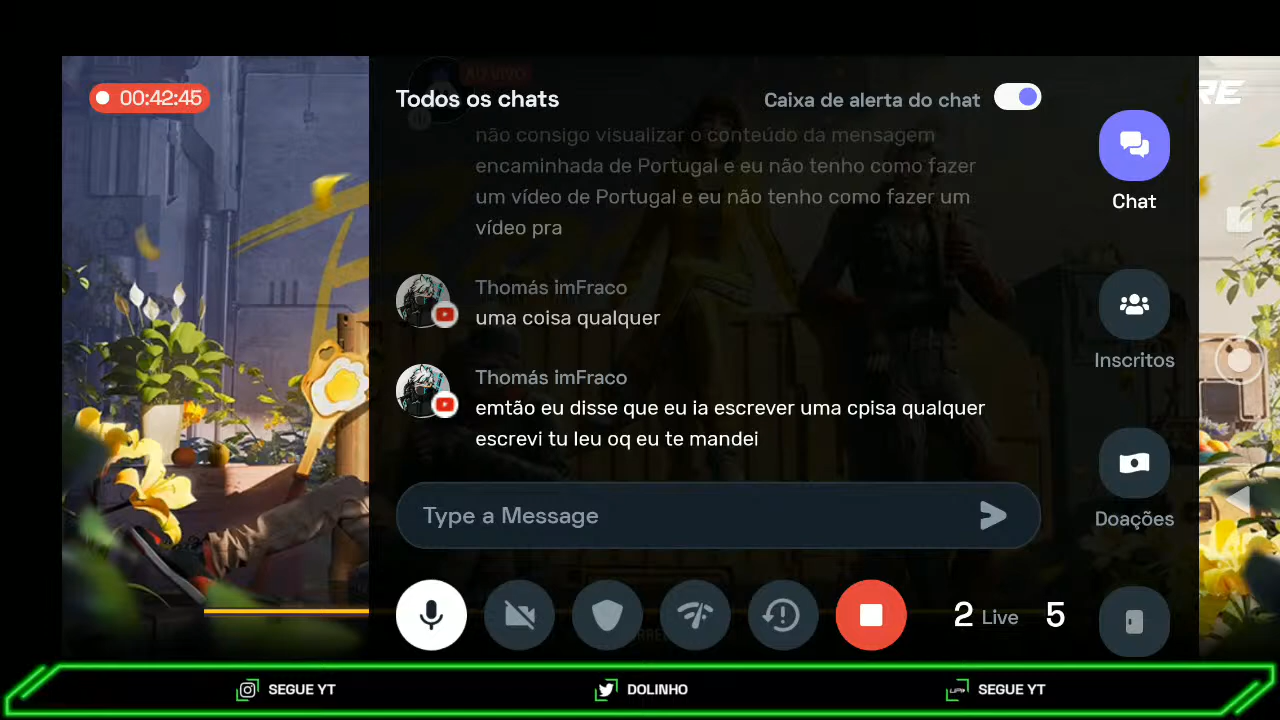 AO VIVO
00:42:45
Todos os chats
Caixa de alerta do chat
não consigo visualizar o conteúdo da mensagem
encaminhada de Portugal e eu não tenho como fazer
um vídeo de Portugal e eu não tenho como fazer um
vídeo pra
Chat
Thomás imFraco
uma coisa qualquer
Inscritos
Thomás imFraco
emtão eu disse que eu ia escrever uma cpisa qualquer
escrevi tu leu oq eu te mandei
Type a Message
Doações
2 Live 5
SEGUE YT
DOLINHO
SEGUE YT